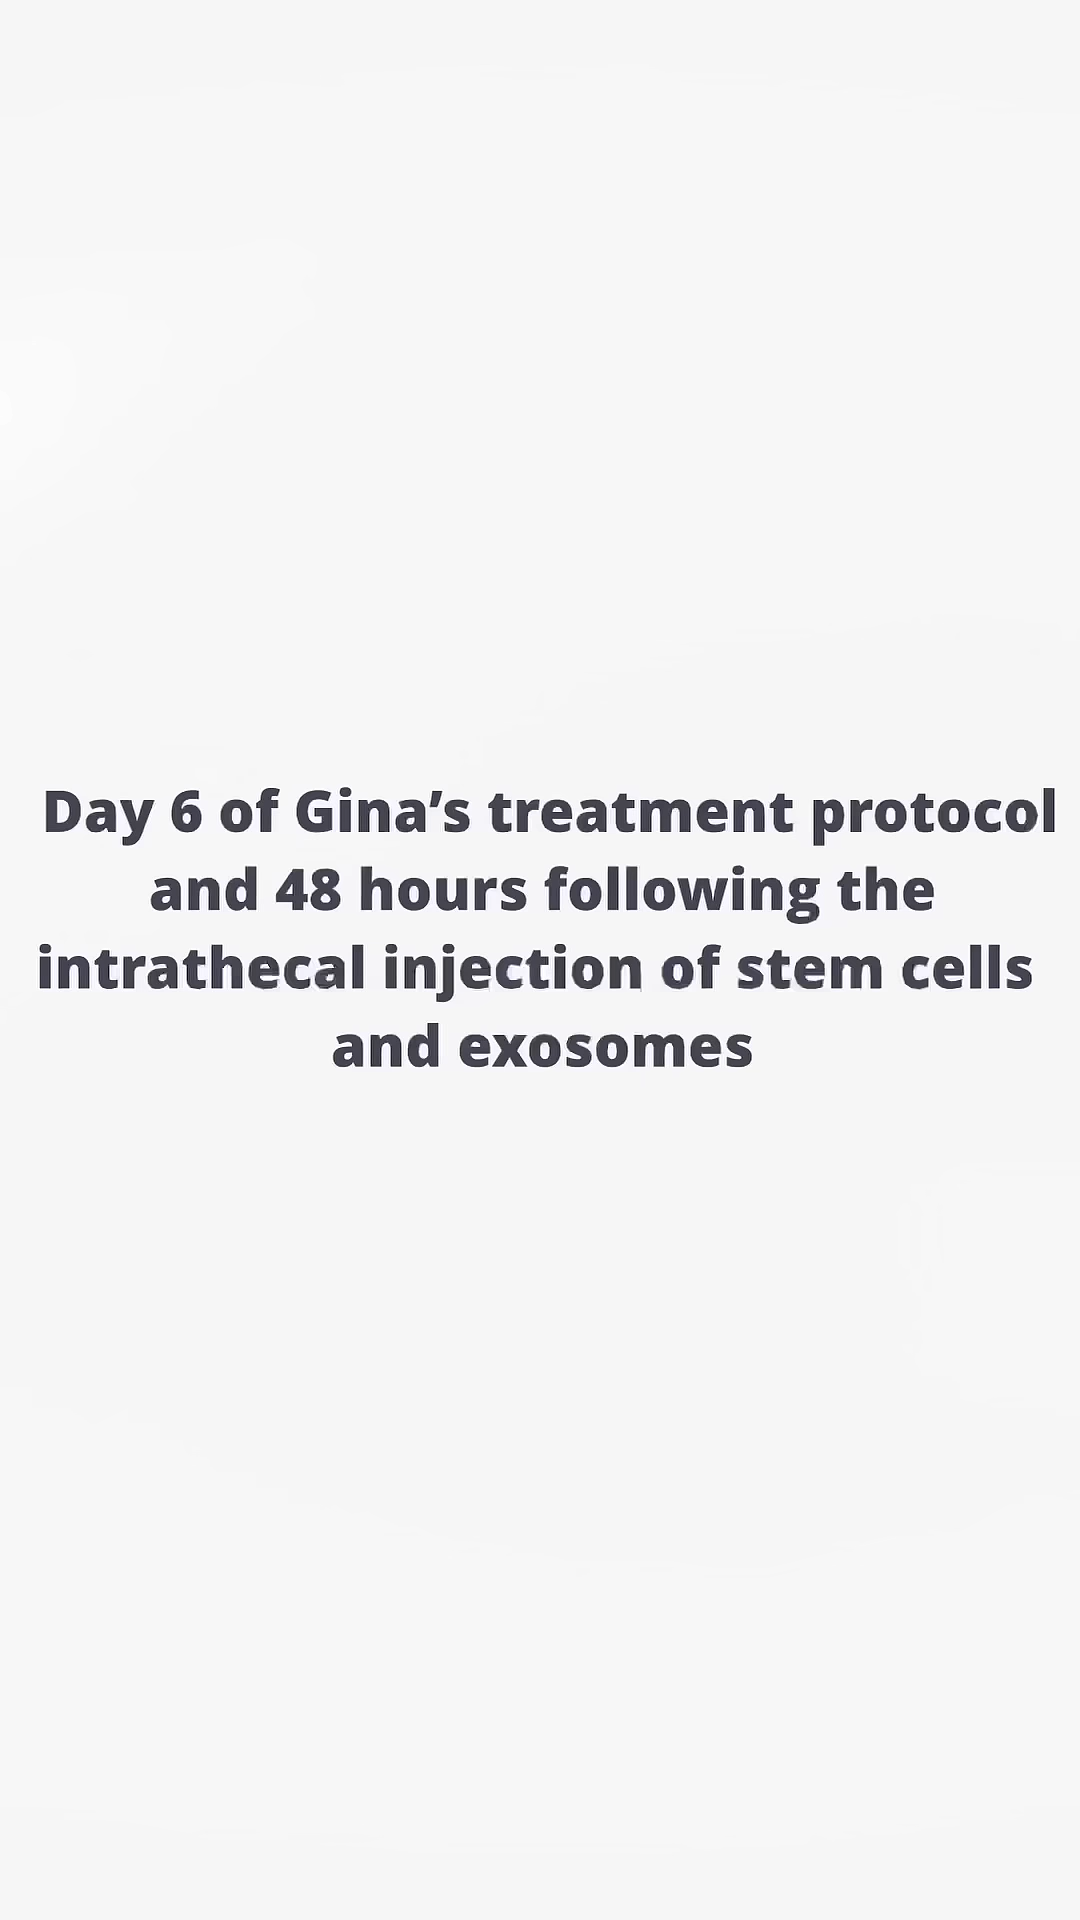 Day 6 of Gina’s treatment protocol
and 48 hours following the
intrathecal injection of stem cells
and exosomes